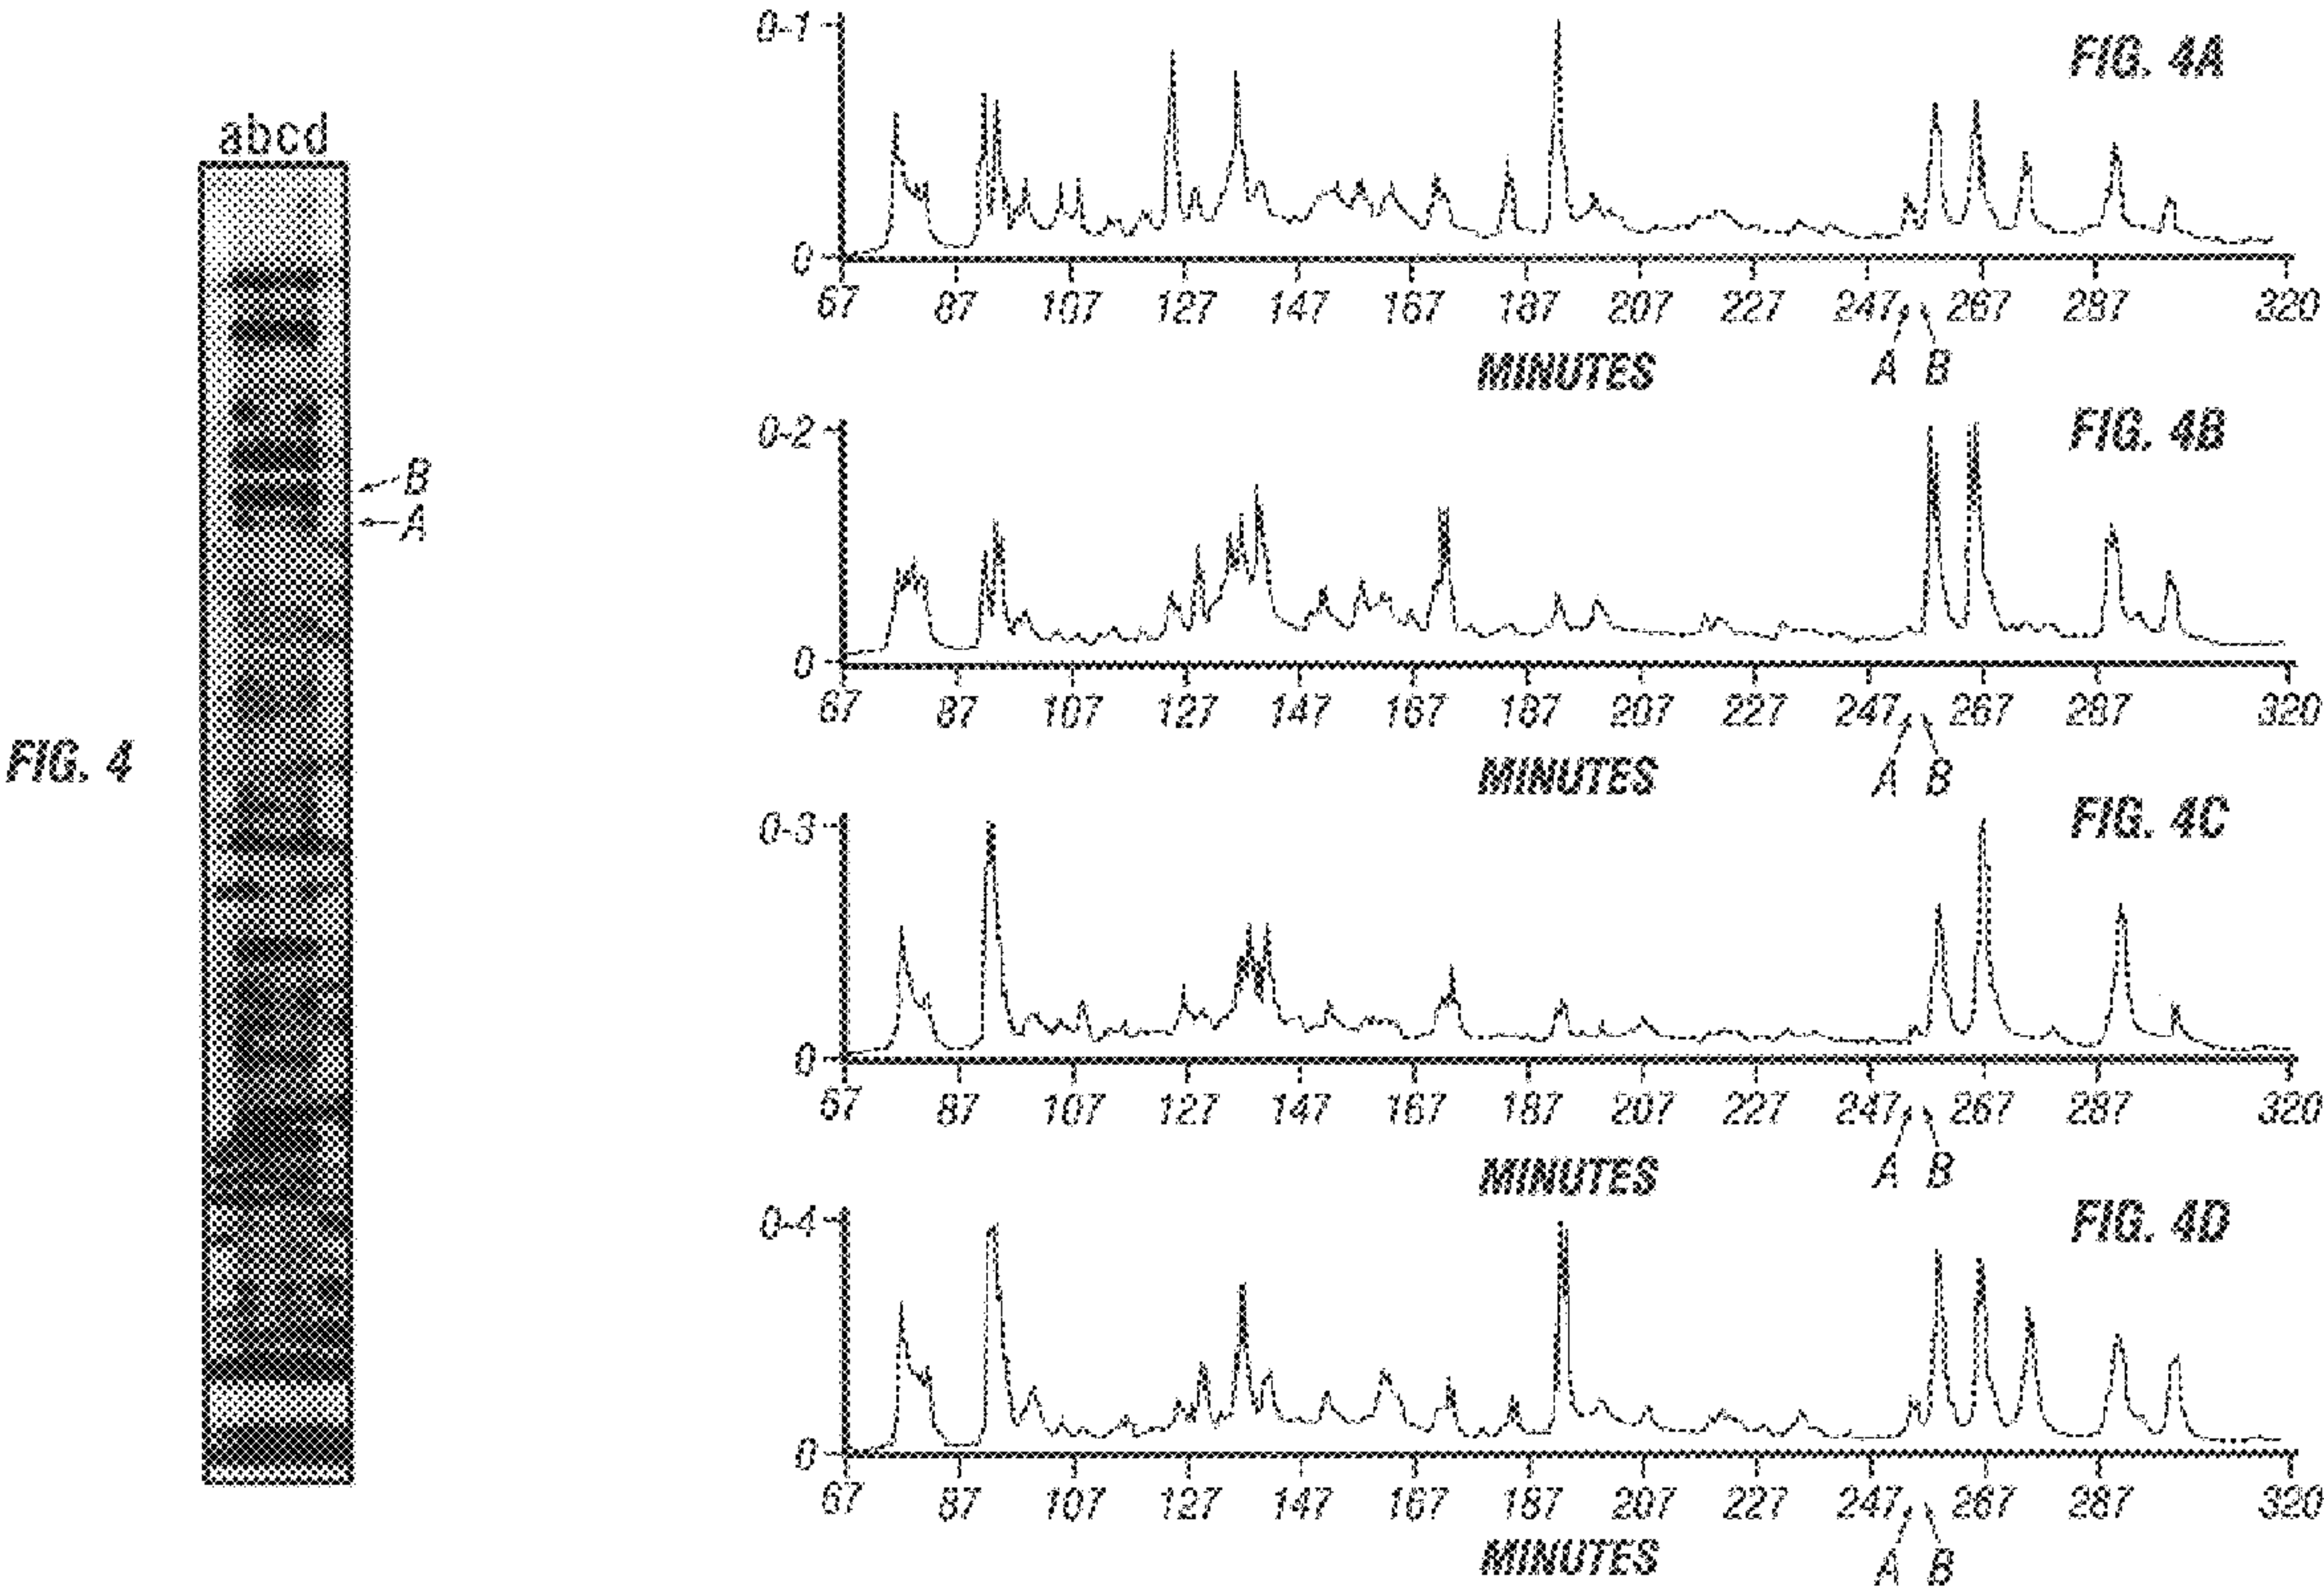 FIG. 4
abcd
B
A
FIG. 4A
0-1
0
67 87 107 127 147 167 187 207 227 247 267 287 320
MINUTES
A B
FIG. 4B
0-2
0
67 87 107 127 147 167 187 207 227 247 267 287 320
MINUTES
A B
FIG. 4C
0-3
0
67 87 107 127 147 167 187 207 227 247 267 287 320
MINUTES
A B
FIG. 4D
0-4
0
67 87 107 127 147 167 187 207 227 247 267 287 320
MINUTES
A B